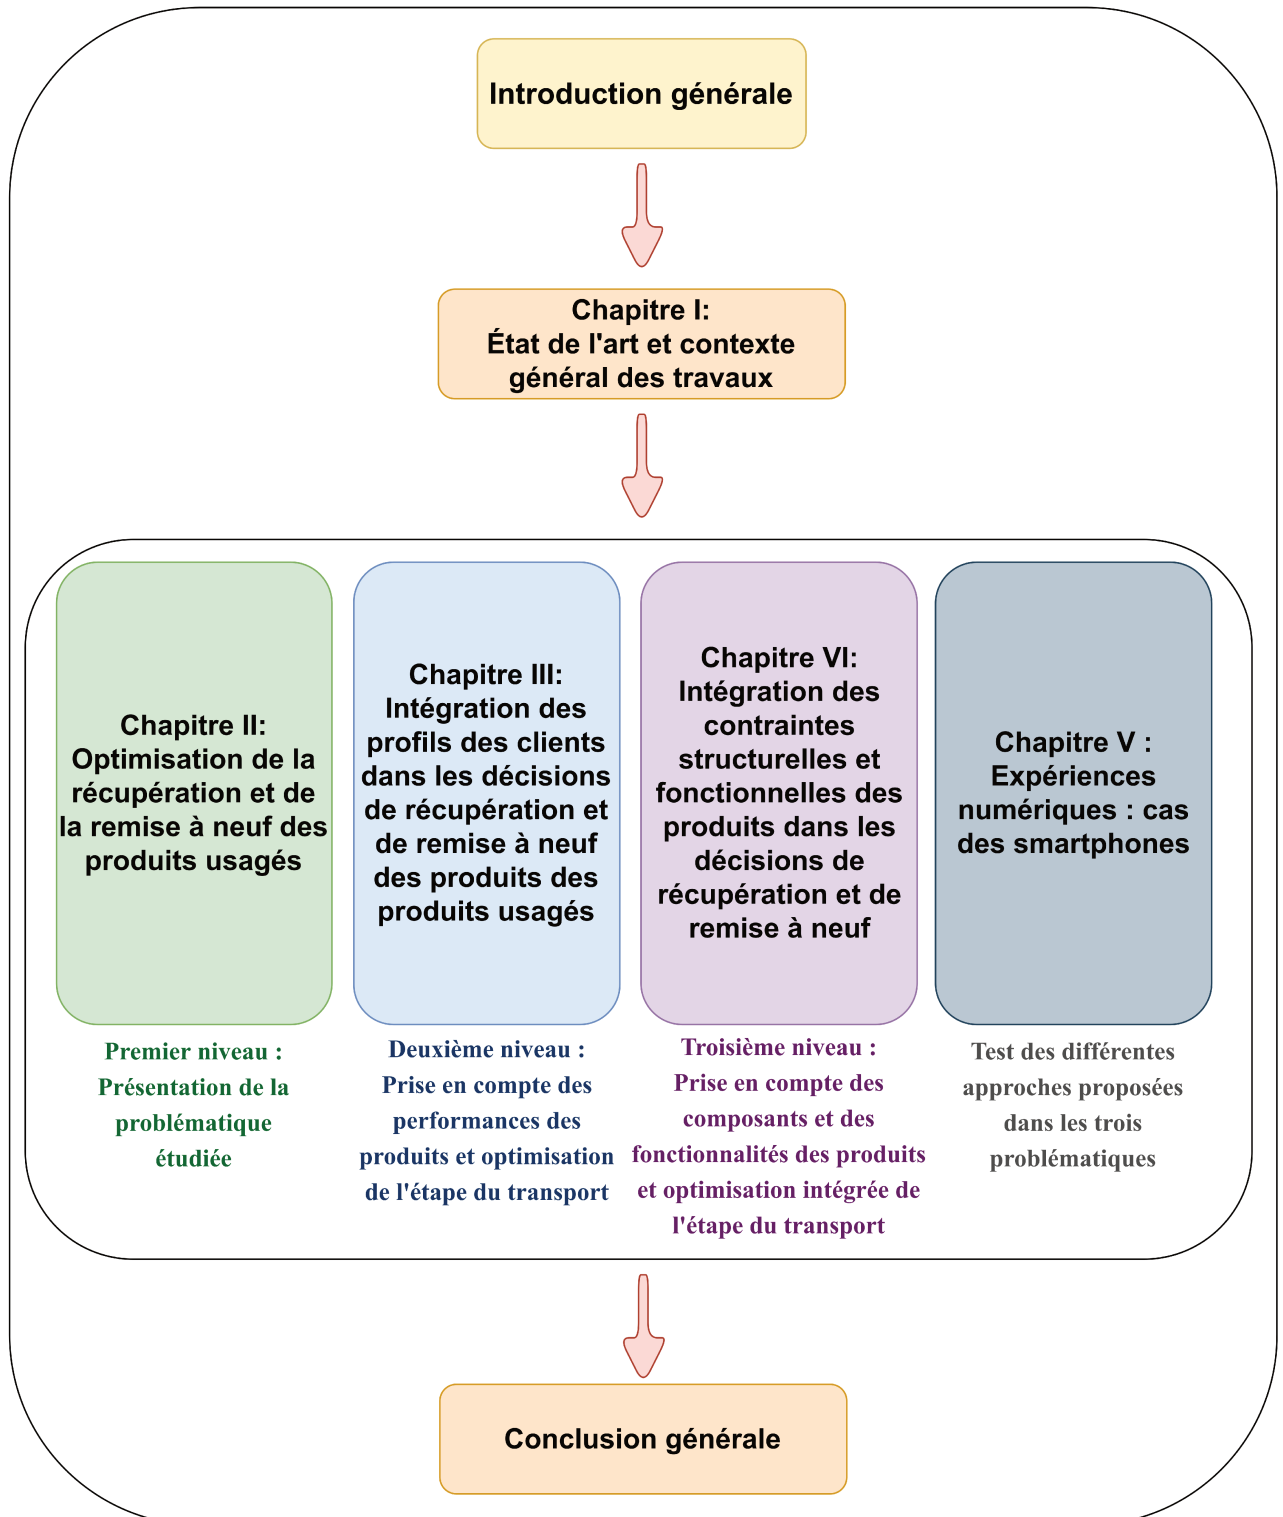 Introduction générale
Chapitre I:
État de l'art et contexte
général des travaux
Chapitre II:
Optimisation de la
récupération et de
la remise à neuf des
produits usagés
Premier niveau :
Présentation de la
problématique
étudiée
Chapitre III:
Intégration des
profils des clients
dans les décisions
de récupération et
de remise à neuf
des produits des
produits usagés
Deuxième niveau :
Prise en compte des
performances des
produits et optimisation
de l'étape du transport
Chapitre VI:
Intégration des
contraintes
structurelles et
fonctionnelles des
produits dans les
décisions de
récupération et de
remise à neuf
Troisième niveau :
Prise en compte des
composants et des
fonctionnalités des produits
et optimisation intégrée de
l'étape du transport
Chapitre V :
Expériences
numériques : cas
des smartphones
Test des différentes
approches proposées
dans les trois
problématiques
Conclusion générale